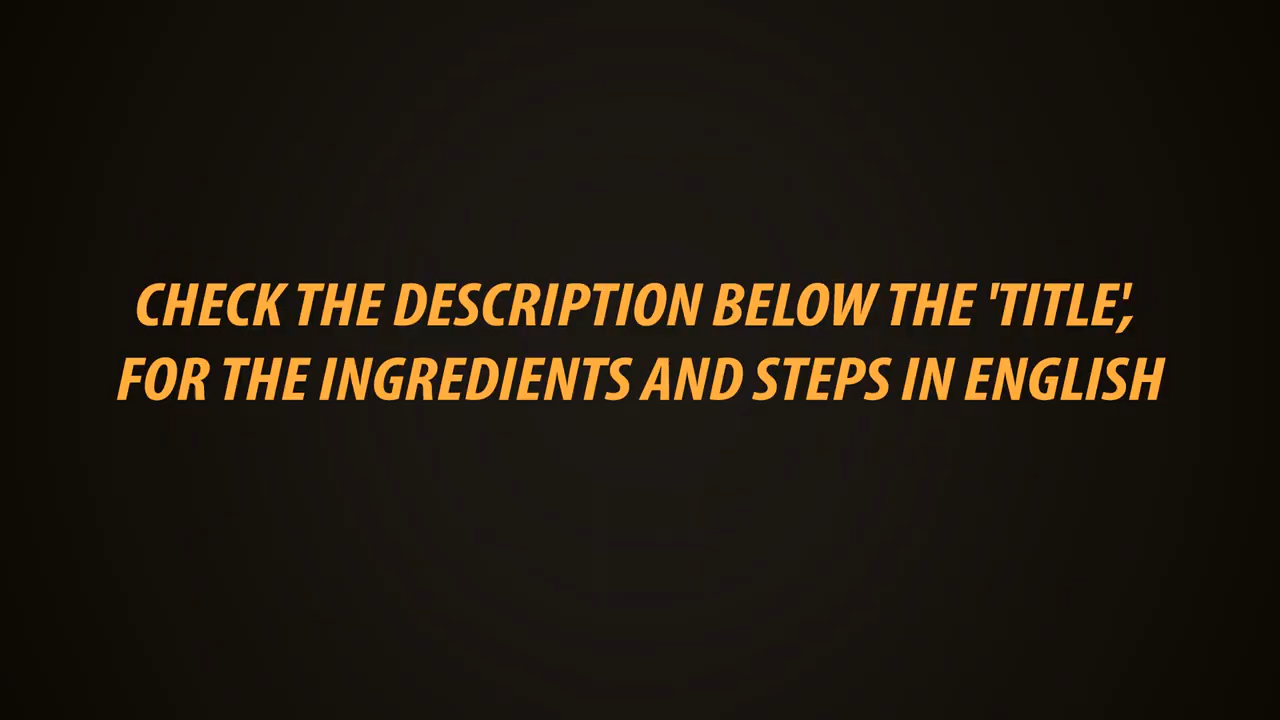 CHECK THE DESCRIPTION BELOW THE 'TITLE',
FOR THE INGREDIENTS AND STEPS IN ENGLISH